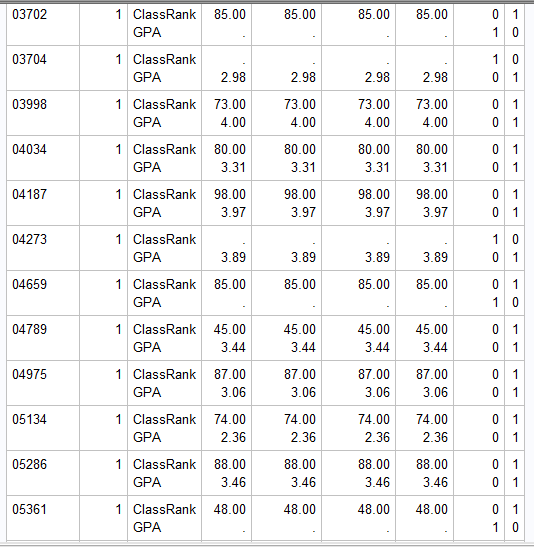 03702 1 ClassRank 85.00 85.00 85.00 85.00 0 1
GPA . . . . 1 0
03704 1 ClassRank . . . . 1 0
GPA 2.98 2.98 2.98 2.98 0 1
03998 1 ClassRank 73.00 73.00 73.00 73.00 0 1
GPA 4.00 4.00 4.00 4.00 0 1
04034 1 ClassRank 80.00 80.00 80.00 80.00 0 1
GPA 3.31 3.31 3.31 3.31 0 1
04187 1 ClassRank 98.00 98.00 98.00 98.00 0 1
GPA 3.97 3.97 3.97 3.97 0 1
04273 1 ClassRank . . . . 1 0
GPA 3.89 3.89 3.89 3.89 0 1
04659 1 ClassRank 85.00 85.00 85.00 85.00 0 1
GPA . . . . 1 0
04789 1 ClassRank 45.00 45.00 45.00 45.00 0 1
GPA 3.44 3.44 3.44 3.44 0 1
04975 1 ClassRank 87.00 87.00 87.00 87.00 0 1
GPA 3.06 3.06 3.06 3.06 0 1
05134 1 ClassRank 74.00 74.00 74.00 74.00 0 1
GPA 2.36 2.36 2.36 2.36 0 1
05286 1 ClassRank 88.00 88.00 88.00 88.00 0 1
GPA 3.46 3.46 3.46 3.46 0 1
05361 1 ClassRank 48.00 48.00 48.00 48.00 0 1
GPA . . . . 1 0